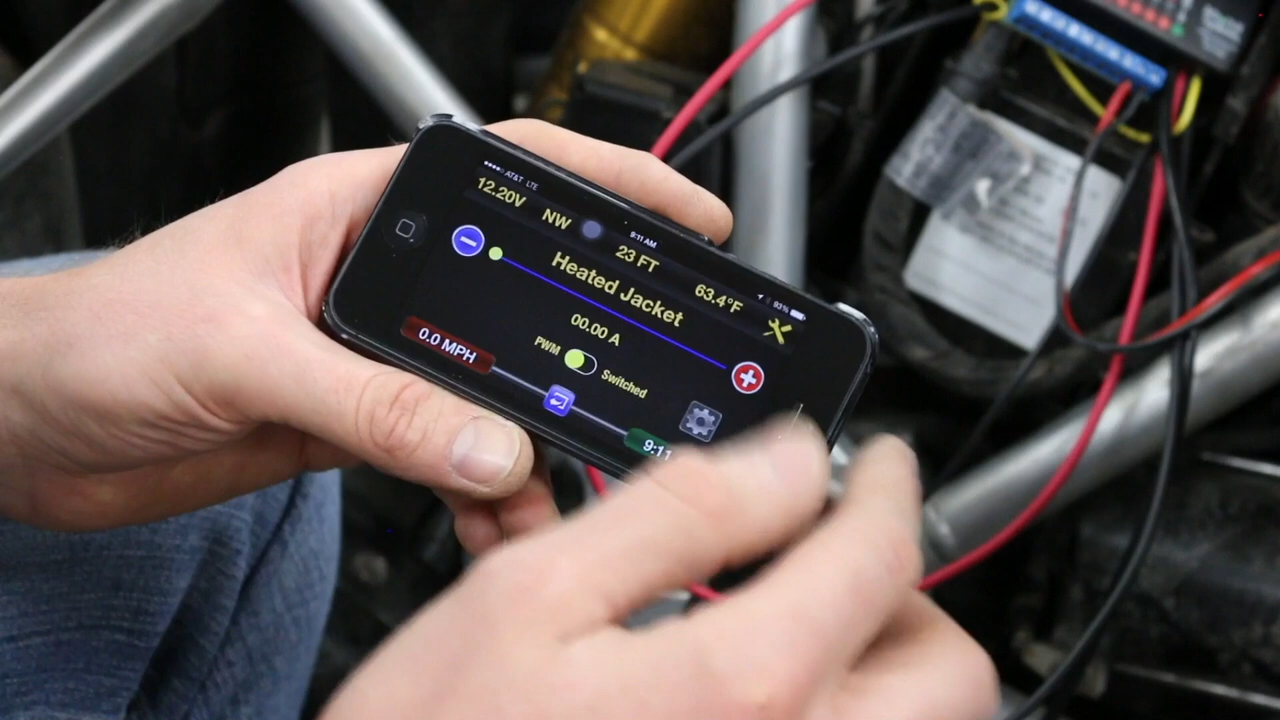 AT&T LTE
9:11 AM
93%
12.20V
NW
23 FT
63.4°F
Heated Jacket
00.00 A
PWM
Switched
0.0 MPH
9:11